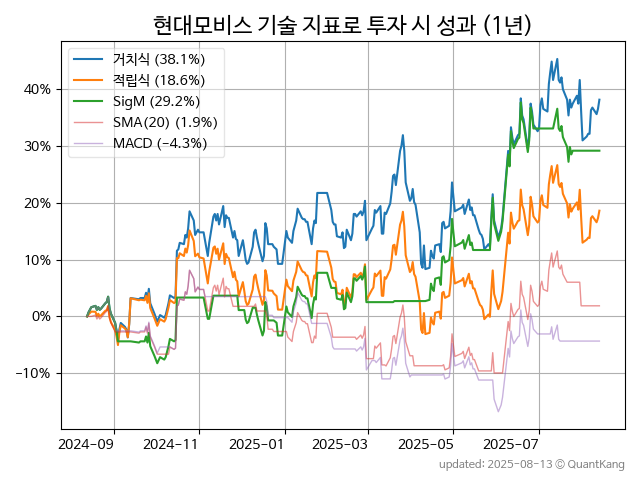 현대모비스 기술 지표로 투자 시 성과 (1년)
거치식 (38.1%)
적립식 (18.6%)
SigM (29.2%)
SMA(20) (1.9%)
MACD (−4.3%)
40%
30%
20%
10%
0%
−10%
2024-09 2024-11 2025-01 2025-03 2025-05 2025-07
updated: 2025-08-13 ⓒ QuantKang